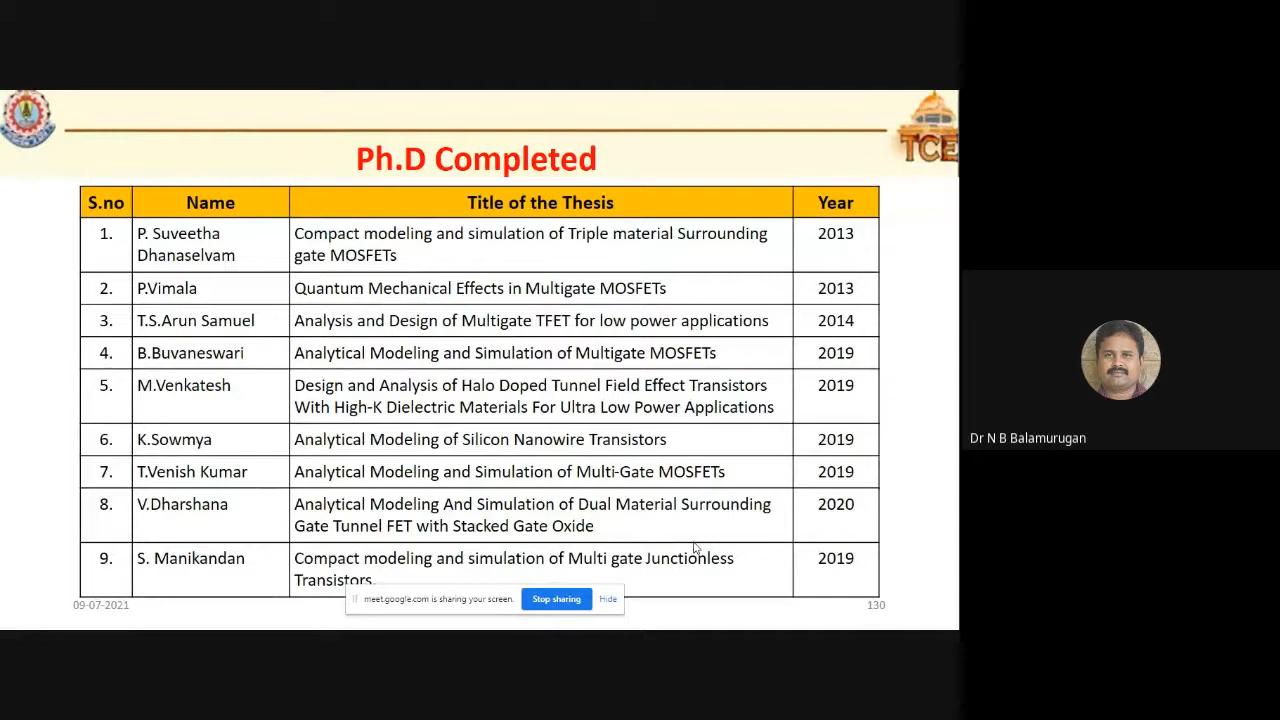 TCE
Ph.D Completed
S.no Name Title of the Thesis Year
1. P. Suveetha Dhanaselvam Compact modeling and simulation of Triple material Surrounding gate MOSFETs 2013
2. P.Vimala Quantum Mechanical Effects in Multigate MOSFETs 2013
3. T.S.Arun Samuel Analysis and Design of Multigate TFET for low power applications 2014
4. B.Buvaneswari Analytical Modeling and Simulation of Multigate MOSFETs 2019
5. M.Venkatesh Design and Analysis of Halo Doped Tunnel Field Effect Transistors With High-K Dielectric Materials For Ultra Low Power Applications 2019
6. K.Sowmya Analytical Modeling of Silicon Nanowire Transistors 2019
7. T.Venish Kumar Analytical Modeling and Simulation of Multi-Gate MOSFETs 2019
8. V.Dharshana Analytical Modeling And Simulation of Dual Material Surrounding Gate Tunnel FET with Stacked Gate Oxide 2020
9. S. Manikandan Compact modeling and simulation of Multi gate Junctionless Transistors 2019
meet.google.com is sharing your screen. Stop sharing Hide
09-07-2021 130
Dr N B Balamurugan